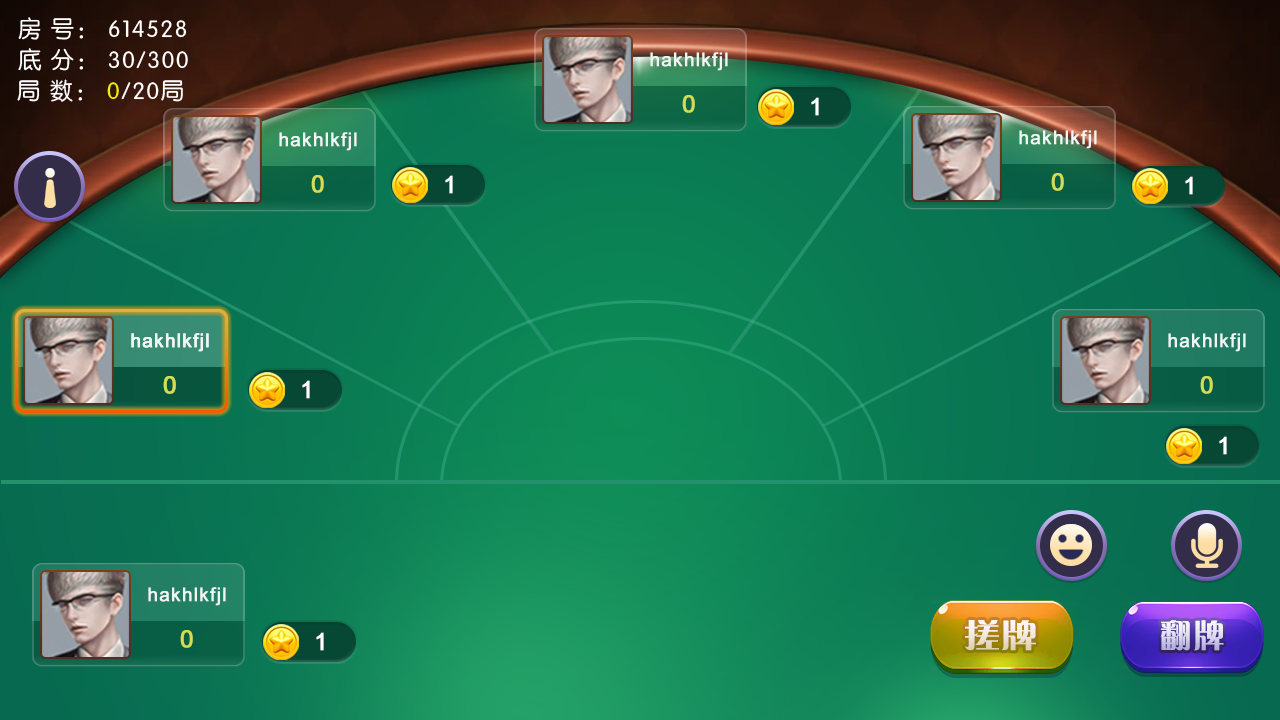 房 号： 614528
底 分： 30/300
局 数： 0/20局
hakhlkfjl
0
1
hakhlkfjl
0
1
hakhlkfjl
0
1
hakhlkfjl
0
1
hakhlkfjl
0
1
hakhlkfjl
0
1
搓牌
翻牌